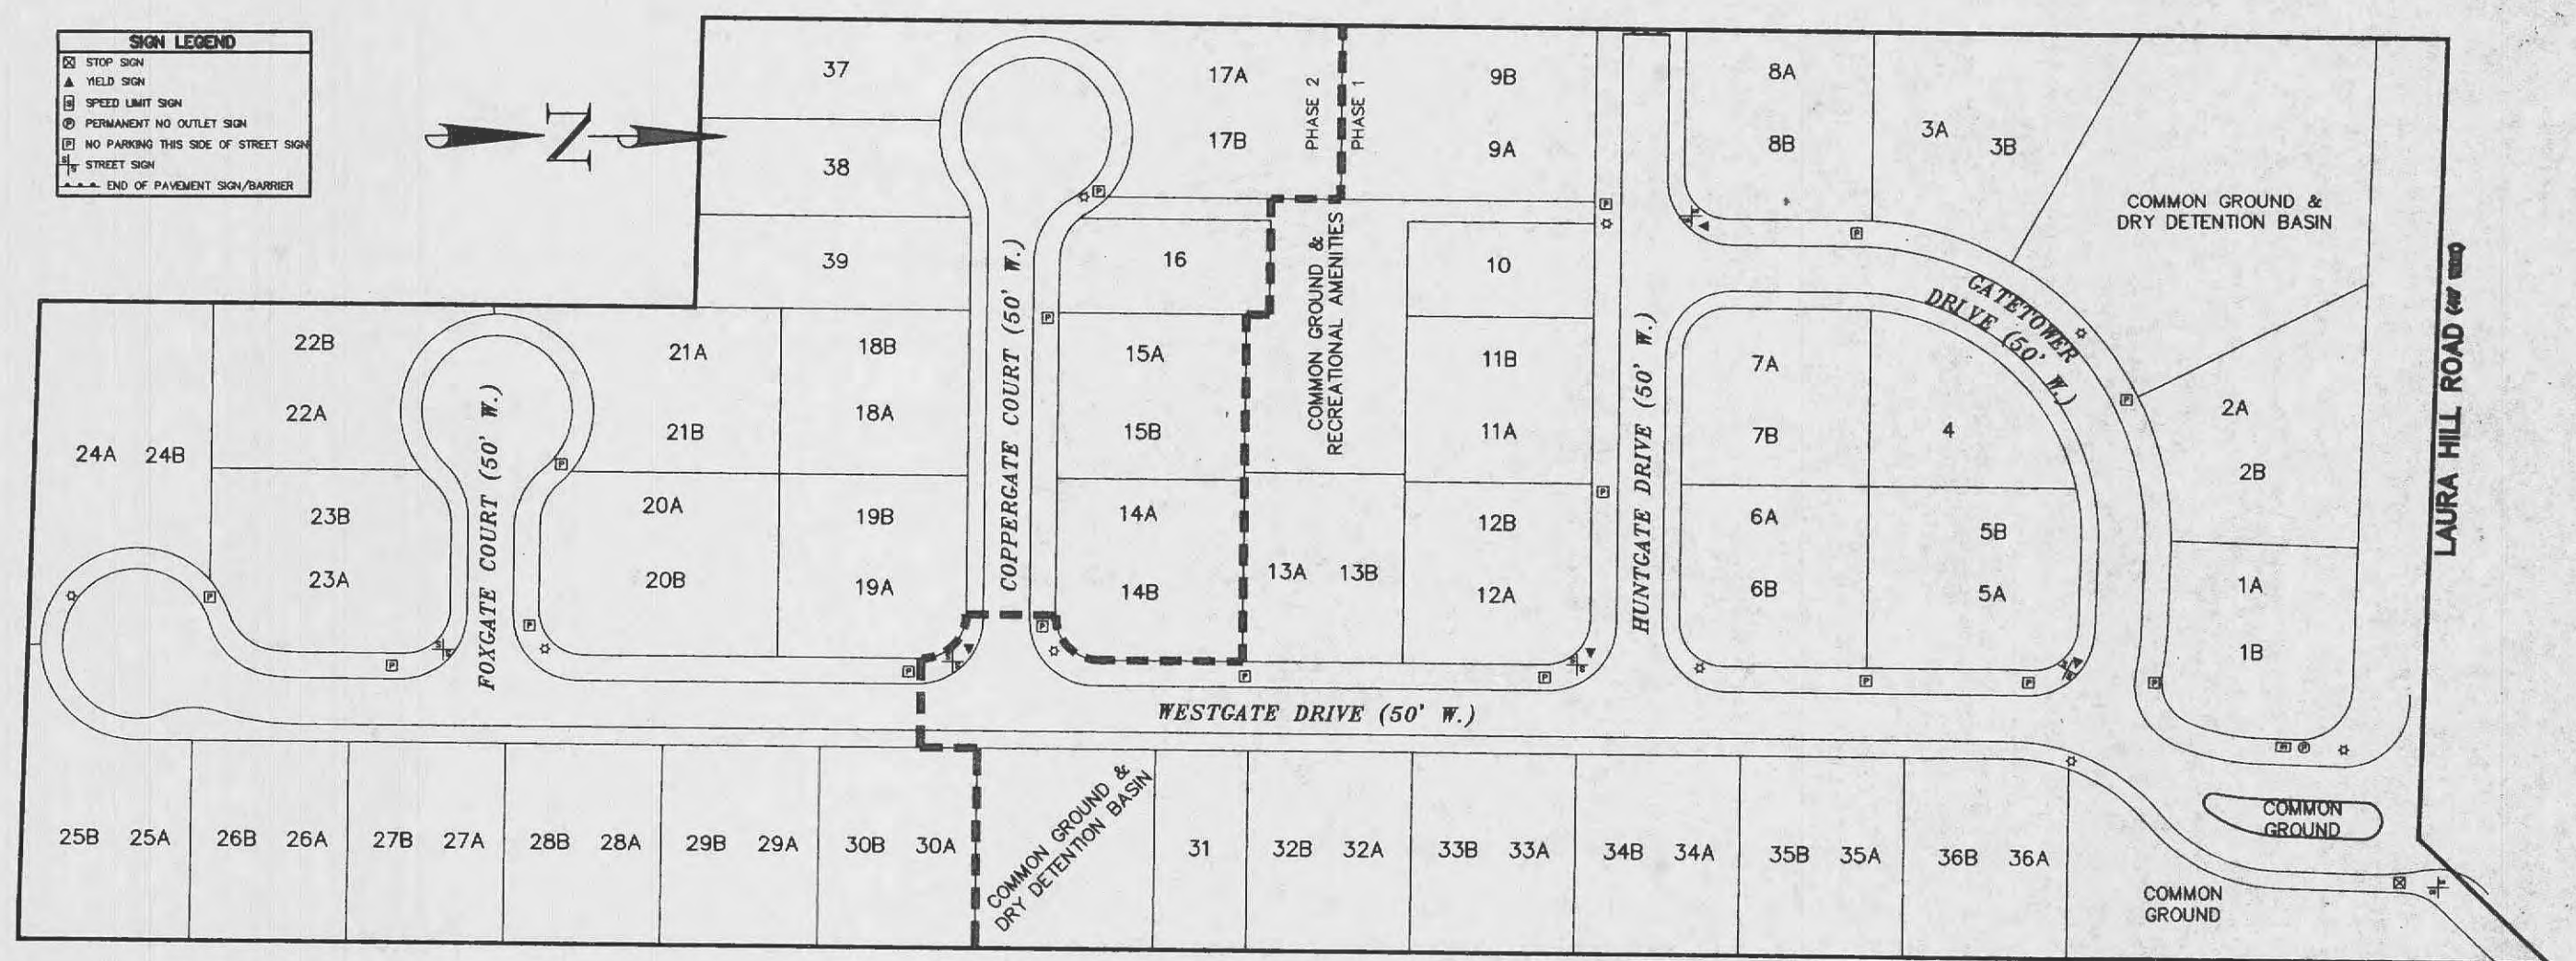 SIGN LEGEND
STOP SIGN
YIELD SIGN
S SPEED LIMIT SIGN
P PERMANENT NO OUTLET SIGN
P NO PARKING THIS SIDE OF STREET SIGN
S S STREET SIGN
END OF PAVEMENT SIGN/BARRIER
N
37
38
39
17A
17B
PHASE 2
PHASE 1
9B
9A
8A
8B
3A 3B
COMMON GROUND &
DRY DETENTION BASIN
16
COMMON GROUND &
RECREATIONAL AMENITIES
10
GATETOWER
DRIVE (50' W.)
LAURA HILL ROAD
22B
22A
21A
21B
18B
18A
COPPERGATE COURT (50' W.)
15A
15B
11B
11A
HUNTGATE DRIVE (50' W.)
7A
7B
4
2A
2B
24A 24B
FOXGATE COURT (50' W.)
23B
23A
20A
20B
19B
19A
14A
14B
13A 13B
12B
12A
6A
6B
5B
5A
1A
1B
WESTGATE DRIVE (50' W.)
25B 25A
26B 26A
27B 27A
28B 28A
29B 29A
30B 30A
COMMON GROUND &
DRY DETENTION BASIN
31
32B 32A
33B 33A
34B 34A
35B 35A
36B 36A
COMMON
GROUND
COMMON
GROUND